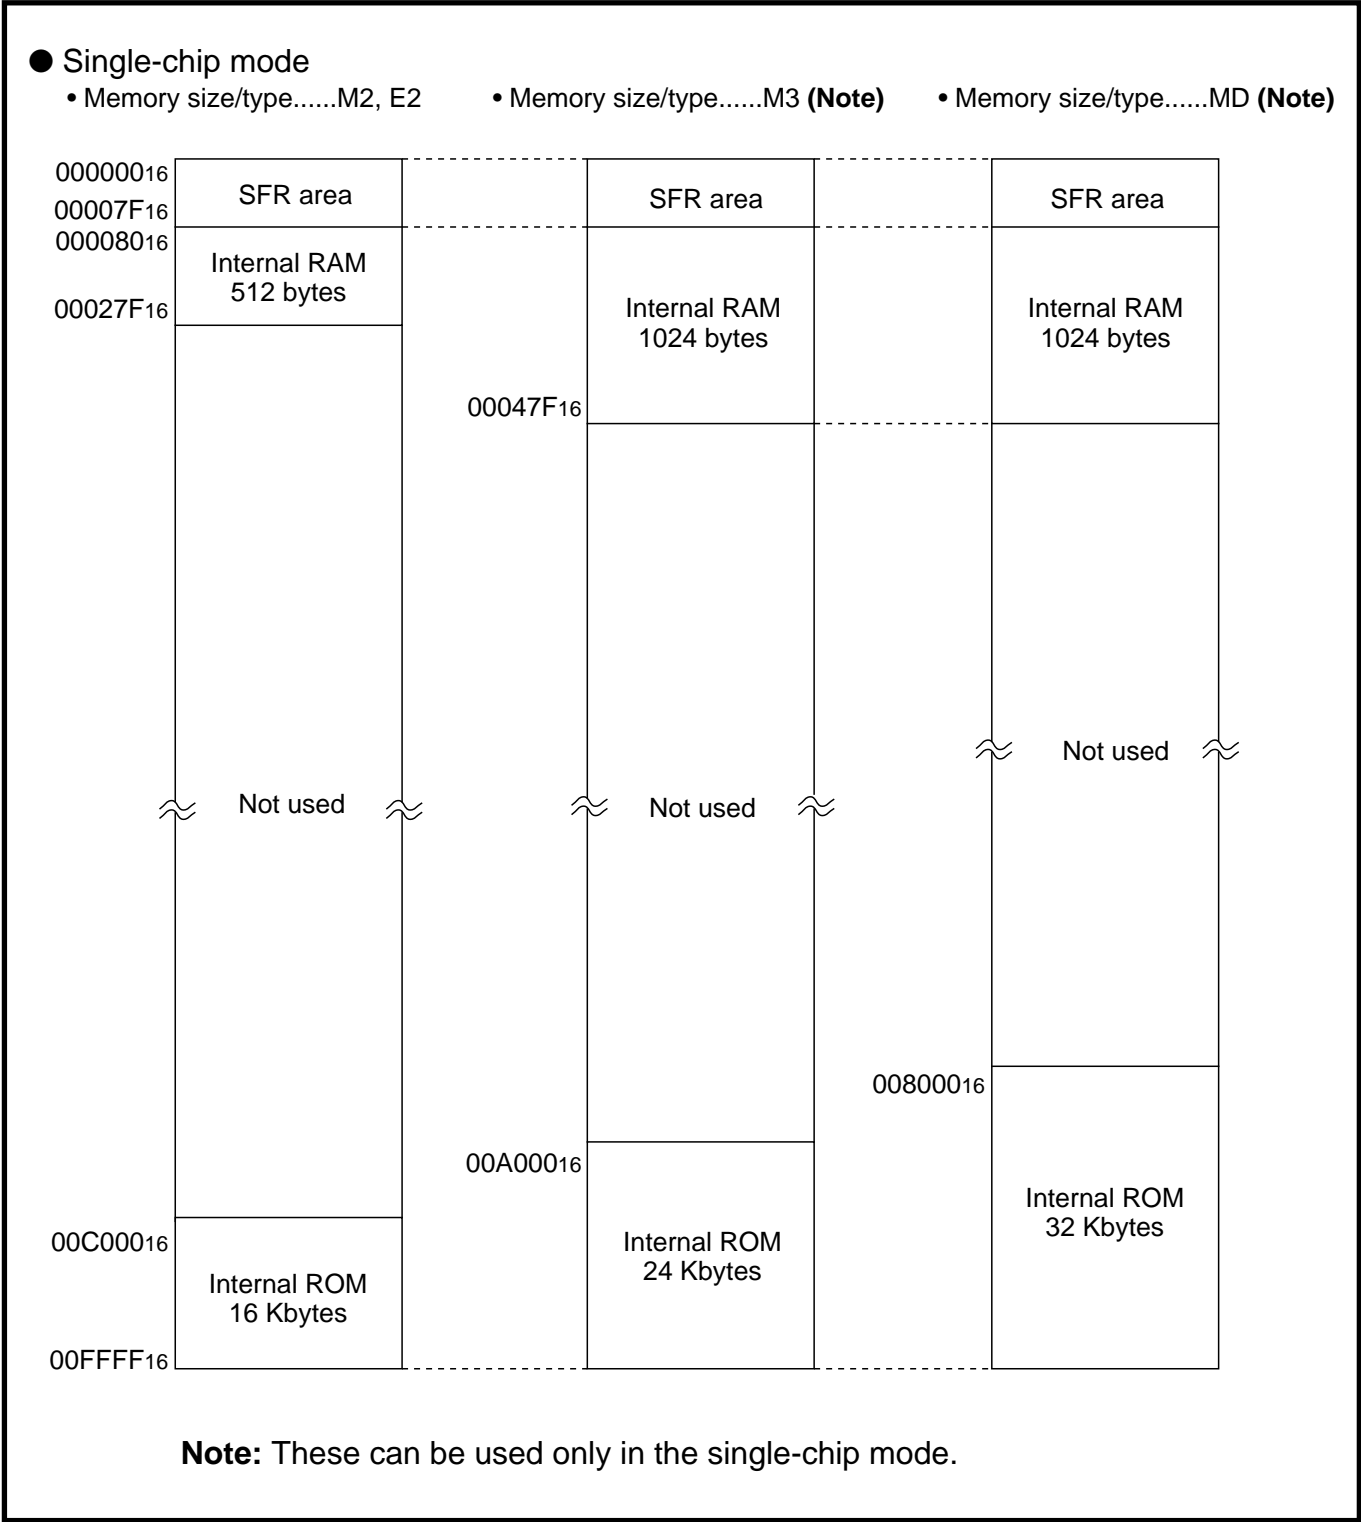 ● Single-chip mode
• Memory size/type......M2, E2
• Memory size/type......M3 (Note)
• Memory size/type......MD (Note)
00000016
00007F16
00008016
00027F16
SFR area
Internal RAM
512 bytes
Not used
00C00016
00FFFF16
Internal ROM
16 Kbytes
SFR area
Internal RAM
1024 bytes
00047F16
Not used
00A00016
Internal ROM
24 Kbytes
SFR area
Internal RAM
1024 bytes
Not used
00800016
Internal ROM
32 Kbytes
Note: These can be used only in the single-chip mode.